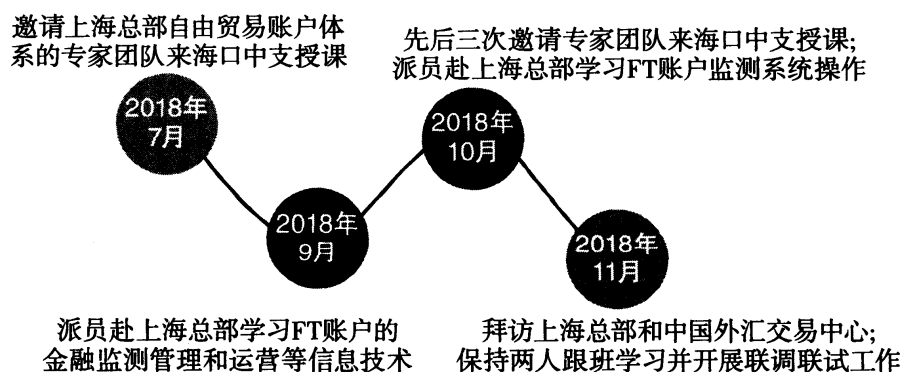 邀请上海总部自由贸易账户体
系的专家团队来海口中支授课
2018年
7月
派员赴上海总部学习FT账户的
金融监测管理和运营等信息技术
2018年
9月
先后三次邀请专家团队来海口中支授课;
派员赴上海总部学习FT账户监测系统操作
2018年
10月
拜访上海总部和中国外汇交易中心;
保持两人跟班学习并开展联调联试工作
2018年
11月